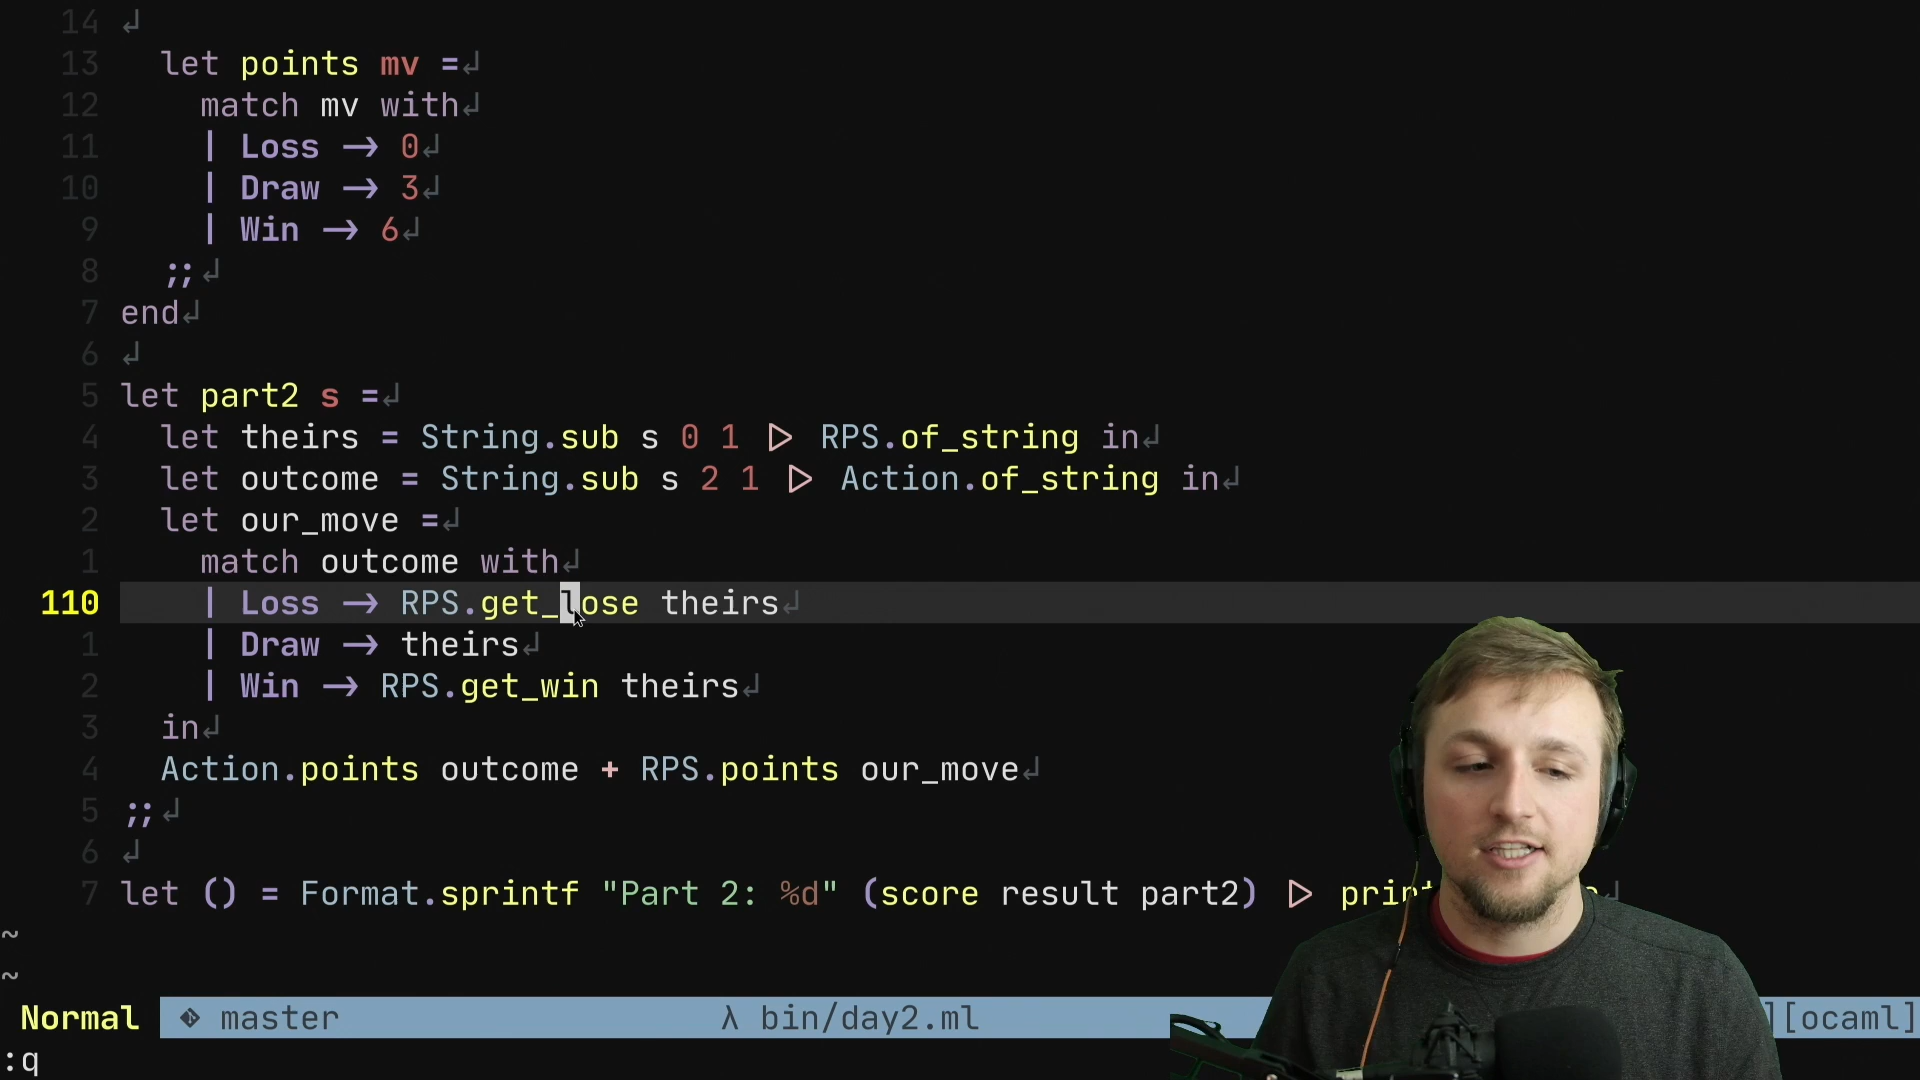 14 ↲
13 let points mv =↲
12 match mv with↲
11 | Loss -> 0↲
10 | Draw -> 3↲
9 | Win -> 6↲
8 ;;↲
7 end↲
6 ↲
5 let part2 s =↲
4 let theirs = String.sub s 0 1 |> RPS.of_string in↲
3 let outcome = String.sub s 2 1 |> Action.of_string in↲
2 let our_move =↲
1 match outcome with↲
110 | Loss -> RPS.get_lose theirs↲
1 | Draw -> theirs↲
2 | Win -> RPS.get_win theirs↲
3 in↲
4 Action.points outcome + RPS.points our_move↲
5 ;;↲
6 ↲
7 let () = Format.sprintf "Part 2: %d" (score result part2) |>
~
~
Normal master λ bin/day2.ml ][ocaml]
:q